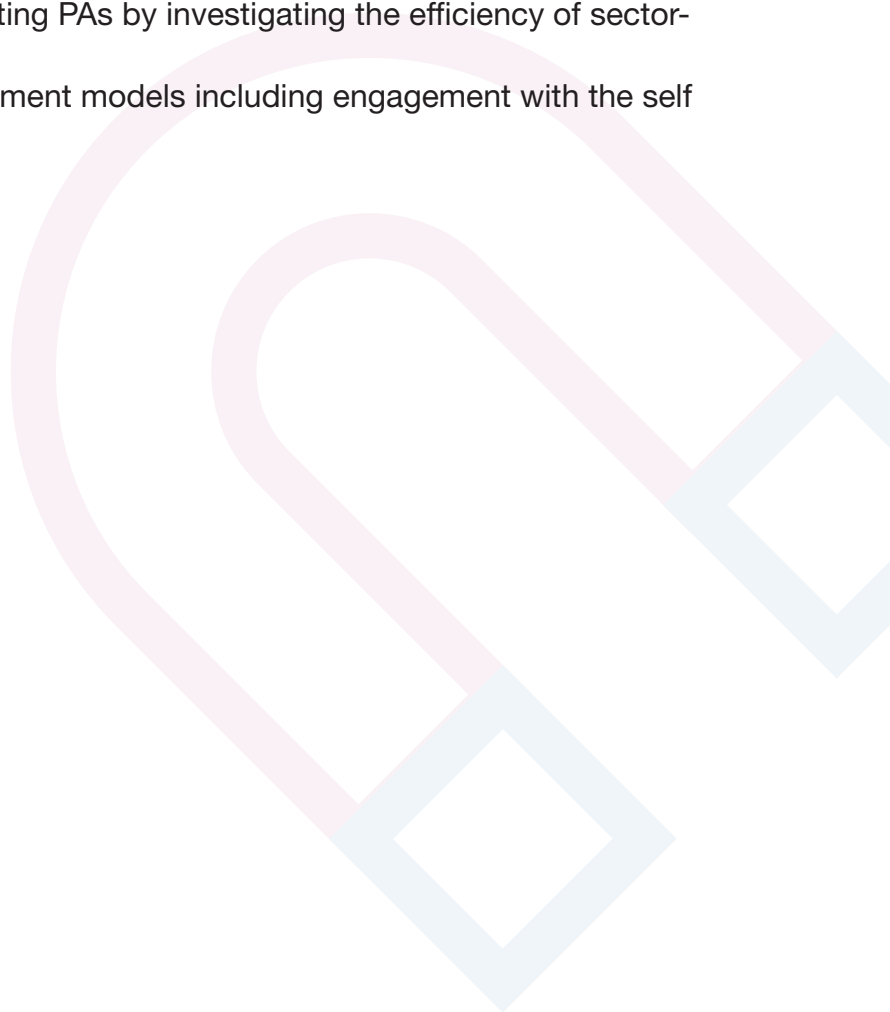 ting PAs by investigating the efficiency of sector-
ment models including engagement with the self